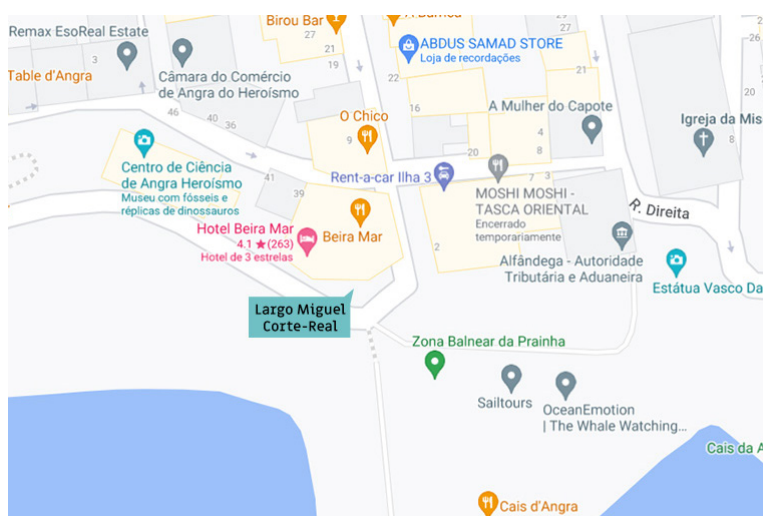 Birou Bar
Remax EsoReal Estate
Table d'Angra
3
Câmara do Comércio
de Angra do Heroísmo
46
40
36
27
21
19
ABDUS SAMAD STORE
Loja de recordações
22
16
27
29
21
26
20
A Mulher do Capote
4
8
Igreja da Mis
8
O Chico
9
20
Centro de Ciência
de Angra Heroísmo
Museu com fósseis e
réplicas de dinossauros
41
39
Rent-a-car Ilha 3
MOSHI MOSHI -
TASCA ORIENTAL
Encerrado
temporariamente
7
3
R. Direita
Hotel Beira Mar
4.1 ★ (263)
Hotel de 3 estrelas
Beira Mar
2
Alfândega - Autoridade
Tributária e Aduaneira
Estátua Vasco Da
Largo Miguel
Corte-Real
Zona Balnear da Prainha
Sailtours
OceanEmotion
| The Whale Watching...
Cais da A
Cais d'Angra